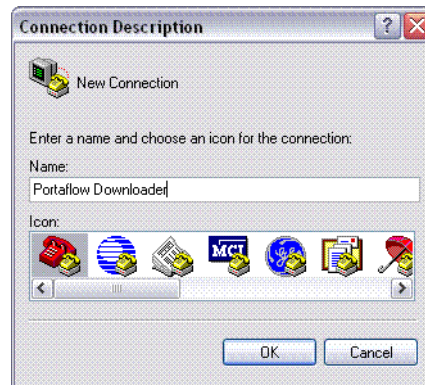 Connection Description
New Connection
Enter a name and choose an icon for the connection:
Name:
Portaflow Downloader
Icon:
MCI
OK
Cancel